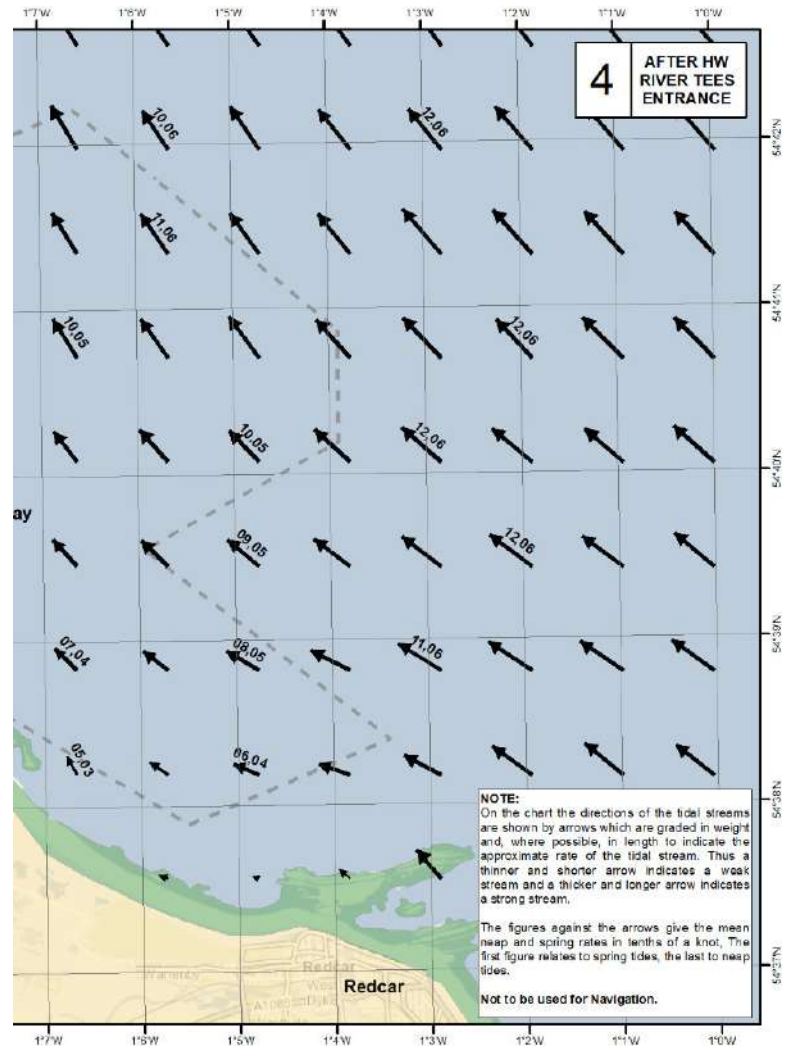 1°7'W 1°6'W 1°5'W 1°4'W 1°3'W 1°2'W 1°1'W 1°0'W
4
AFTER HW
RIVER TEES
ENTRANCE
10,06 12,06
54°42'N
11,06
54°41'N
10,05 12,06
10,05 12,06
54°40'N
ay
09,05 12,06
54°39'N
07,04 08,05 11,06
05,03 06,04
54°38'N
NOTE:
On the chart the directions of the tidal streams
are shown by arrows which are graded in weight
and, where possible, in length to indicate the
approximate rate of the tidal stream. Thus a
thinner and shorter arrow indicates a weak
stream and a thicker and longer arrow indicates
a strong stream.
The figures against the arrows give the mean
neap and spring rates in tenths of a knot, The
first figure relates to spring tides, the last to neap
tides.
Not to be used for Navigation.
54°37'N
Warrenby
Redcar
Redcar
1°7'W 1°6'W 1°5'W 1°4'W 1°3'W 1°2'W 1°1'W 1°0'W